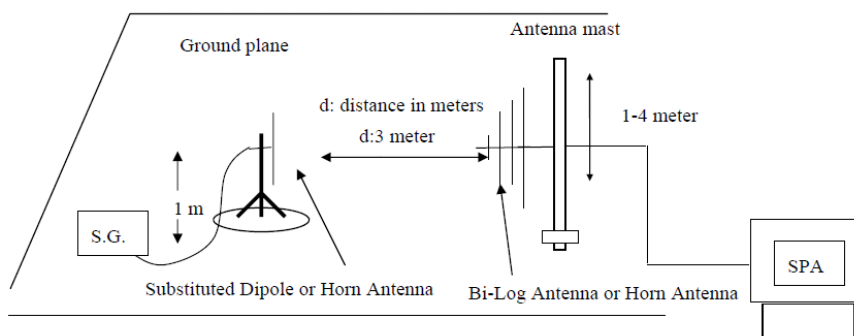 Antenna mast
Ground plane
d: distance in meters
1-4 meter
d:3 meter
1 m
S.G.
SPA
Substituted Dipole or Horn Antenna
Bi-Log Antenna or Horn Antenna